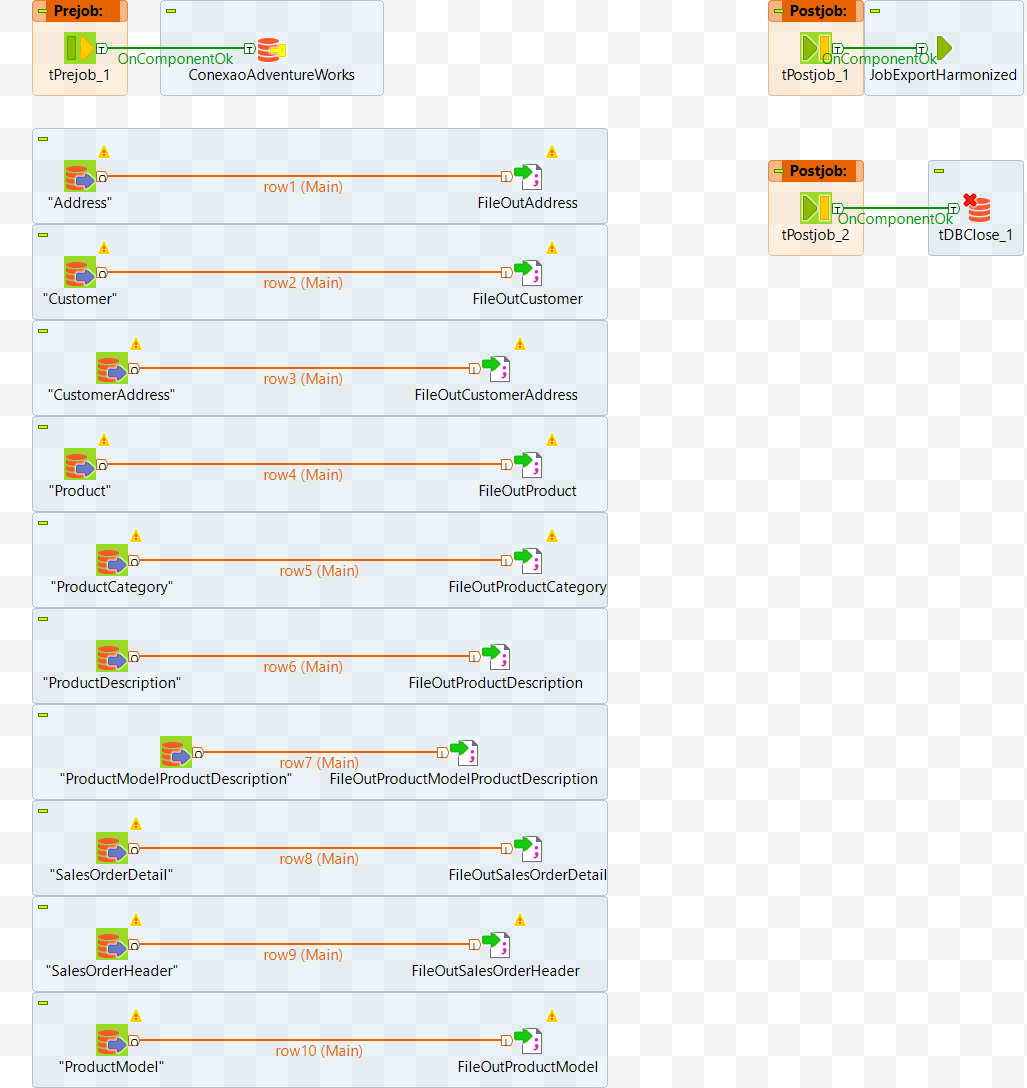 Prejob:
tPrejob_1
OnComponentOk
ConexaoAdventureWorks
Postjob:
tPostjob_1
OnComponentOk
JobExportHarmonized
"Address"
row1 (Main)
FileOutAddress
Postjob:
tPostjob_2
OnComponentOk
tDBClose_1
"Customer"
row2 (Main)
FileOutCustomer
"CustomerAddress"
row3 (Main)
FileOutCustomerAddress
"Product"
row4 (Main)
FileOutProduct
"ProductCategory"
row5 (Main)
FileOutProductCategory
"ProductDescription"
row6 (Main)
FileOutProductDescription
"ProductModelProductDescription"
row7 (Main)
FileOutProductModelProductDescription
"SalesOrderDetail"
row8 (Main)
FileOutSalesOrderDetail
"SalesOrderHeader"
row9 (Main)
FileOutSalesOrderHeader
"ProductModel"
row10 (Main)
FileOutProductModel